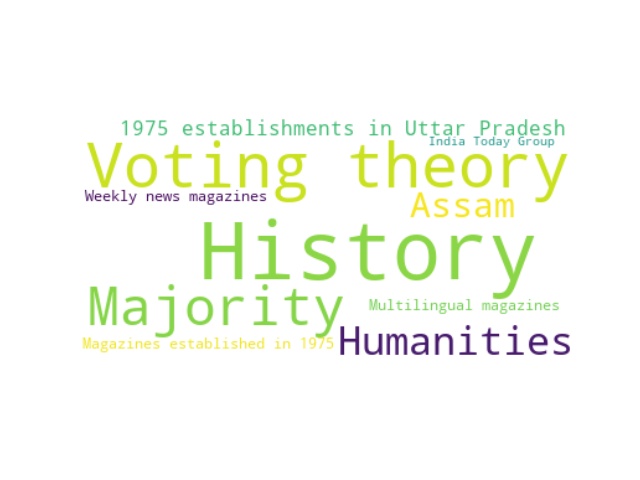 1975 establishments in Uttar Pradesh
India Today Group
Voting theory
Weekly news magazines
Assam
History
Majority
Multilingual magazines
Humanities
Magazines established in 1975